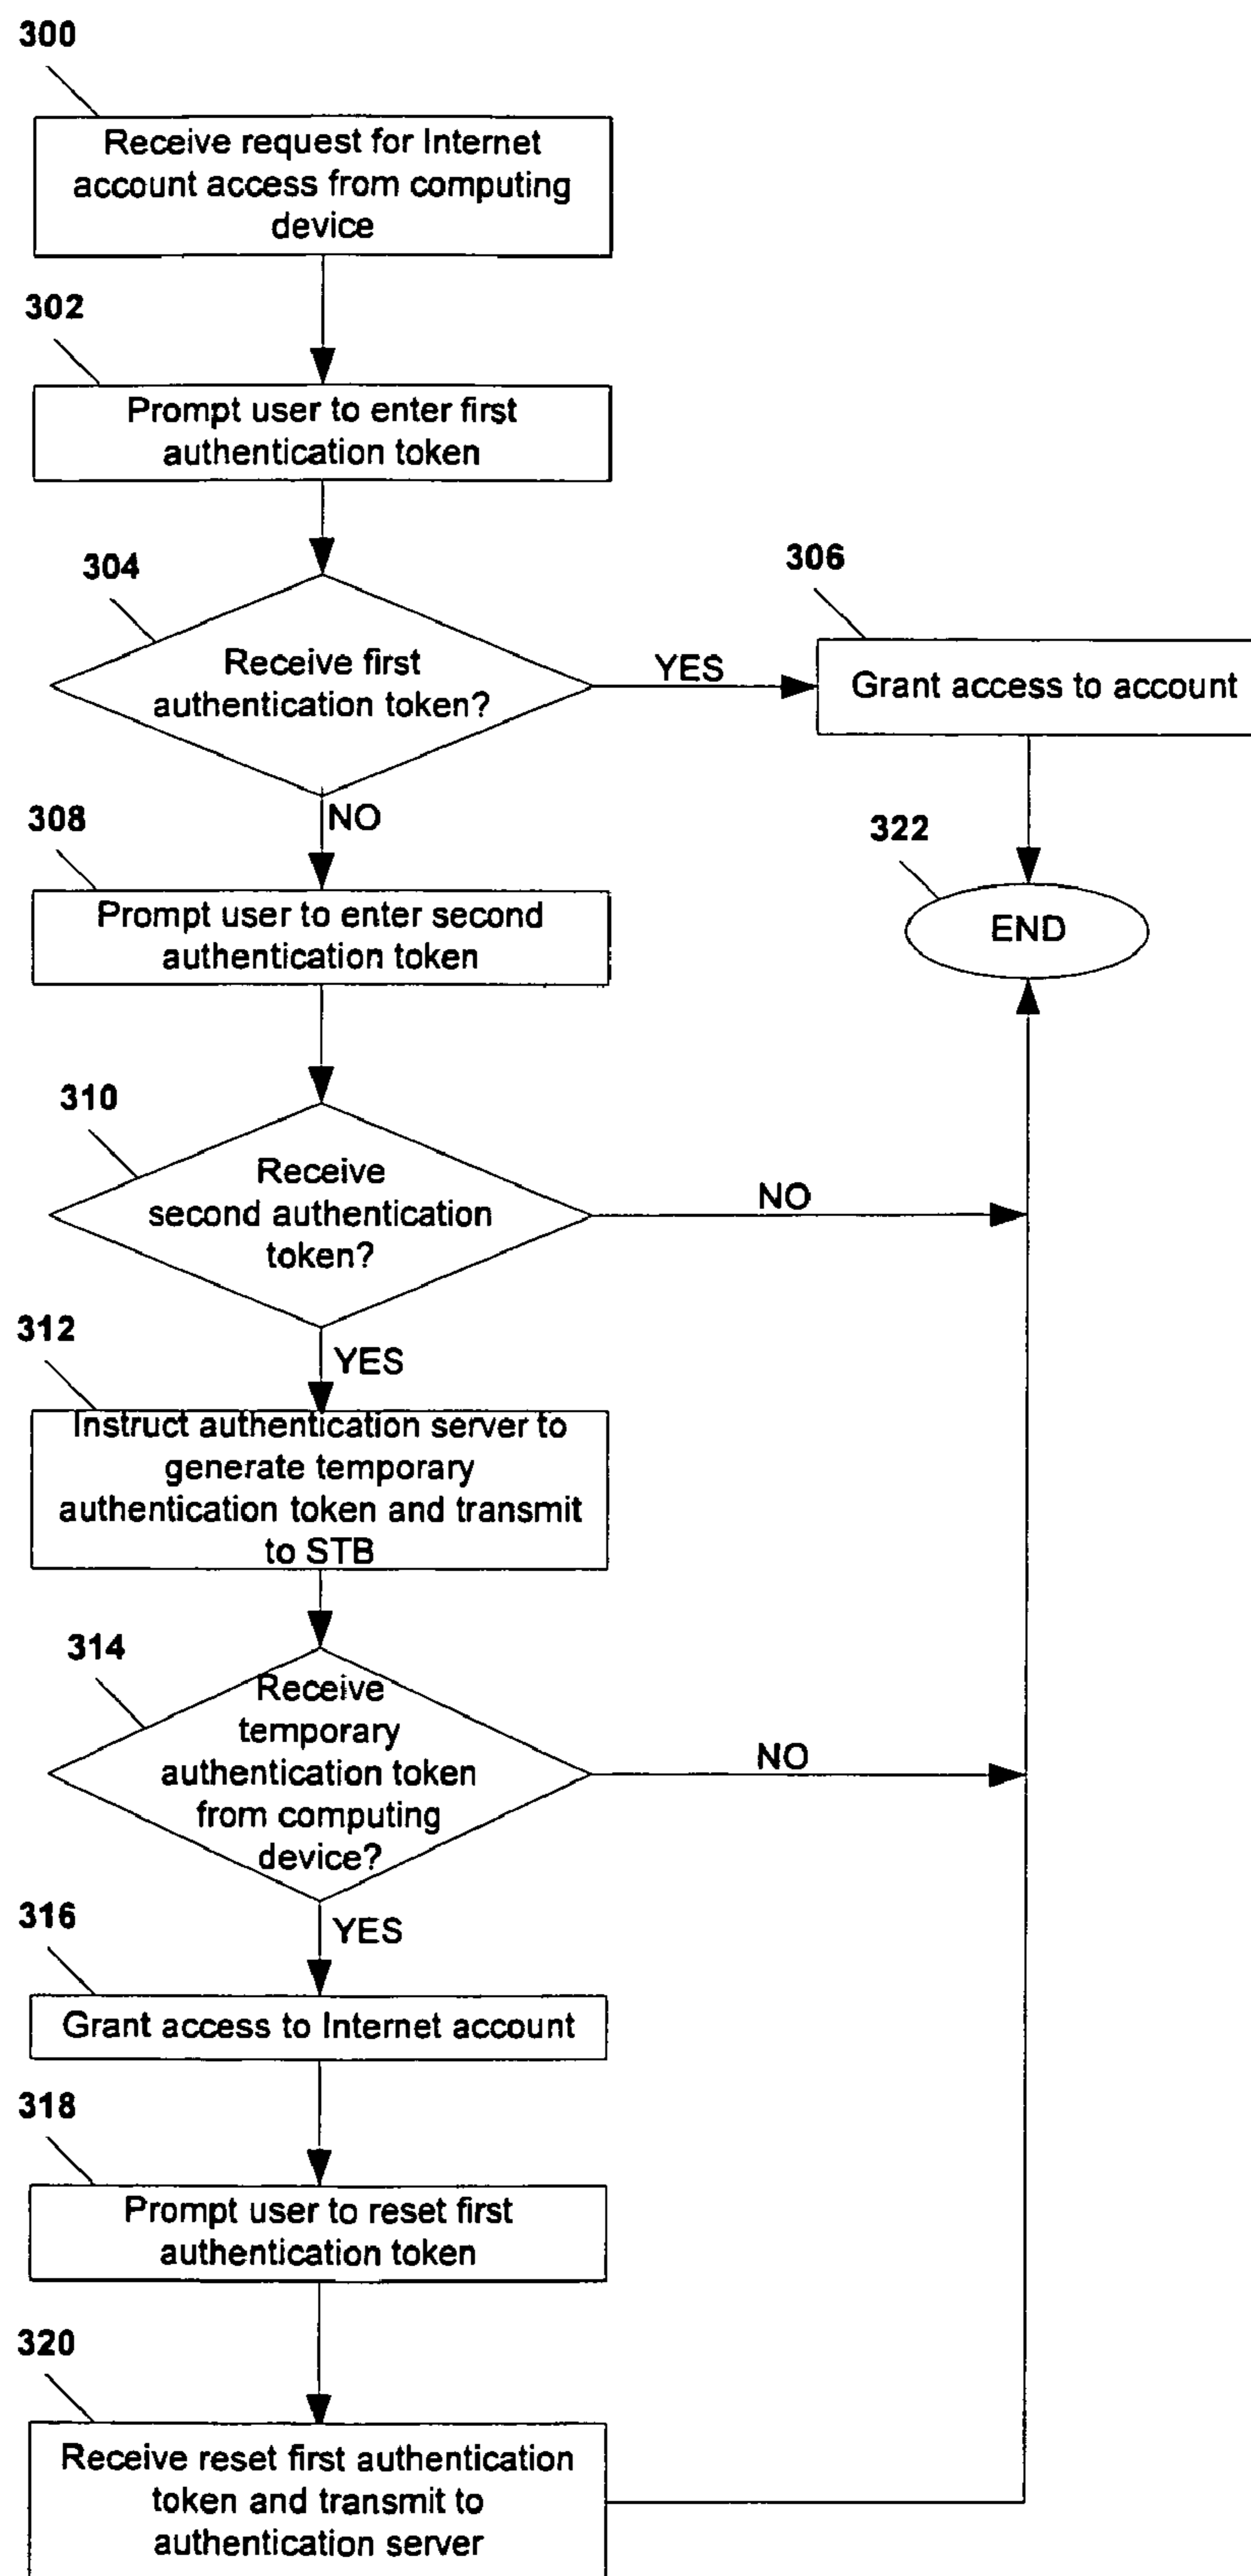 300
Receive request for Internet
account access from computing
device
302
Prompt user to enter first
authentication token
304
Receive first
authentication token?
YES
306
Grant access to account
NO
308
Prompt user to enter second
authentication token
322
END
310
Receive
second authentication
token?
NO
312
YES
Instruct authentication server to
generate temporary
authentication token and transmit
to STB
314
Receive
temporary
authentication token
from computing
device?
NO
316
YES
Grant access to Internet account
318
Prompt user to reset first
authentication token
320
Receive reset first authentication
token and transmit to
authentication server